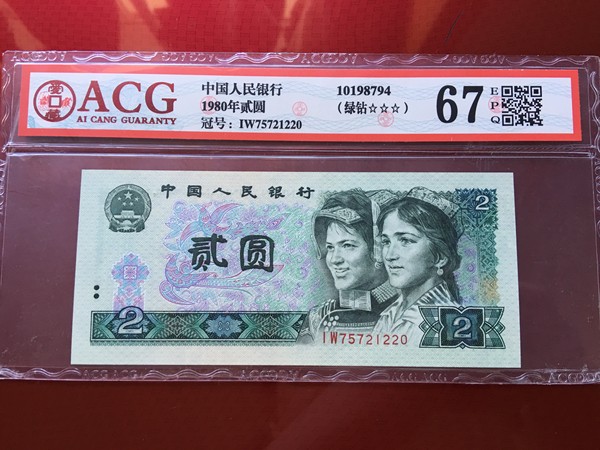 ACG
AI CANG GUARANTY
中国人民银行
1980年贰圆
冠号：IW75721220
10198794
（绿钻☆☆☆）
67
E
P
Q
中国人民银行
2
贰圆
2
IW75721220
2